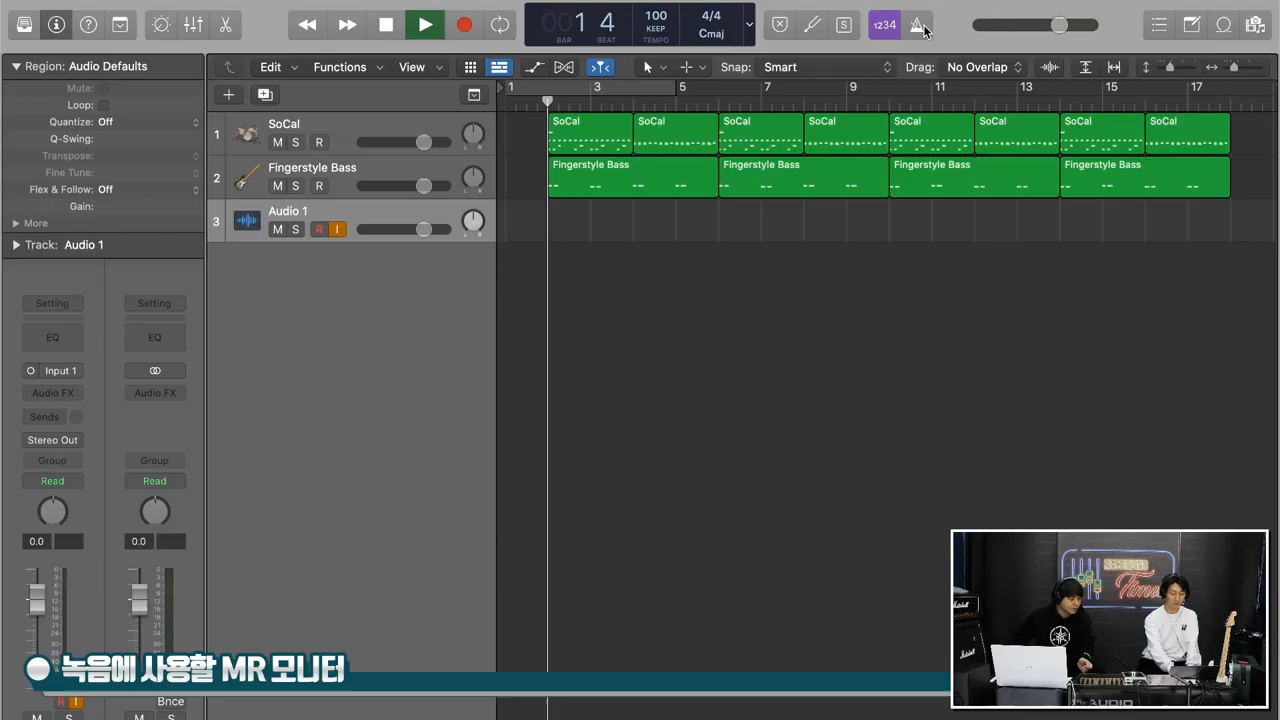 1 4
BAR BEAT
100
KEEP
TEMPO
4/4
Cmaj
S
1234
Region: Audio Defaults
Mute:
Loop:
Quantize: Off
Q-Swing:
Transpose:
Fine Tune:
Flex & Follow: Off
Gain:
More
Track: Audio 1
Edit
Functions
View
Snap: Smart
Drag: No Overlap
1 3 5 7 9 11 13 15 17
1 SoCal
M S R
2 Fingerstyle Bass
M S R
3 Audio 1
M S R I
L R
SoCal SoCal SoCal SoCal SoCal SoCal SoCal SoCal
Fingerstyle Bass Fingerstyle Bass Fingerstyle Bass Fingerstyle Bass
Setting Setting
EQ EQ
Input 1
Audio FX Audio FX
Sends
Stereo Out
Group Group
Read Read
0.0 0.0
녹음에 사용할 MR 모니터
R I Bnce
M S M S
Time
Marshall
Marshall
AUDIO